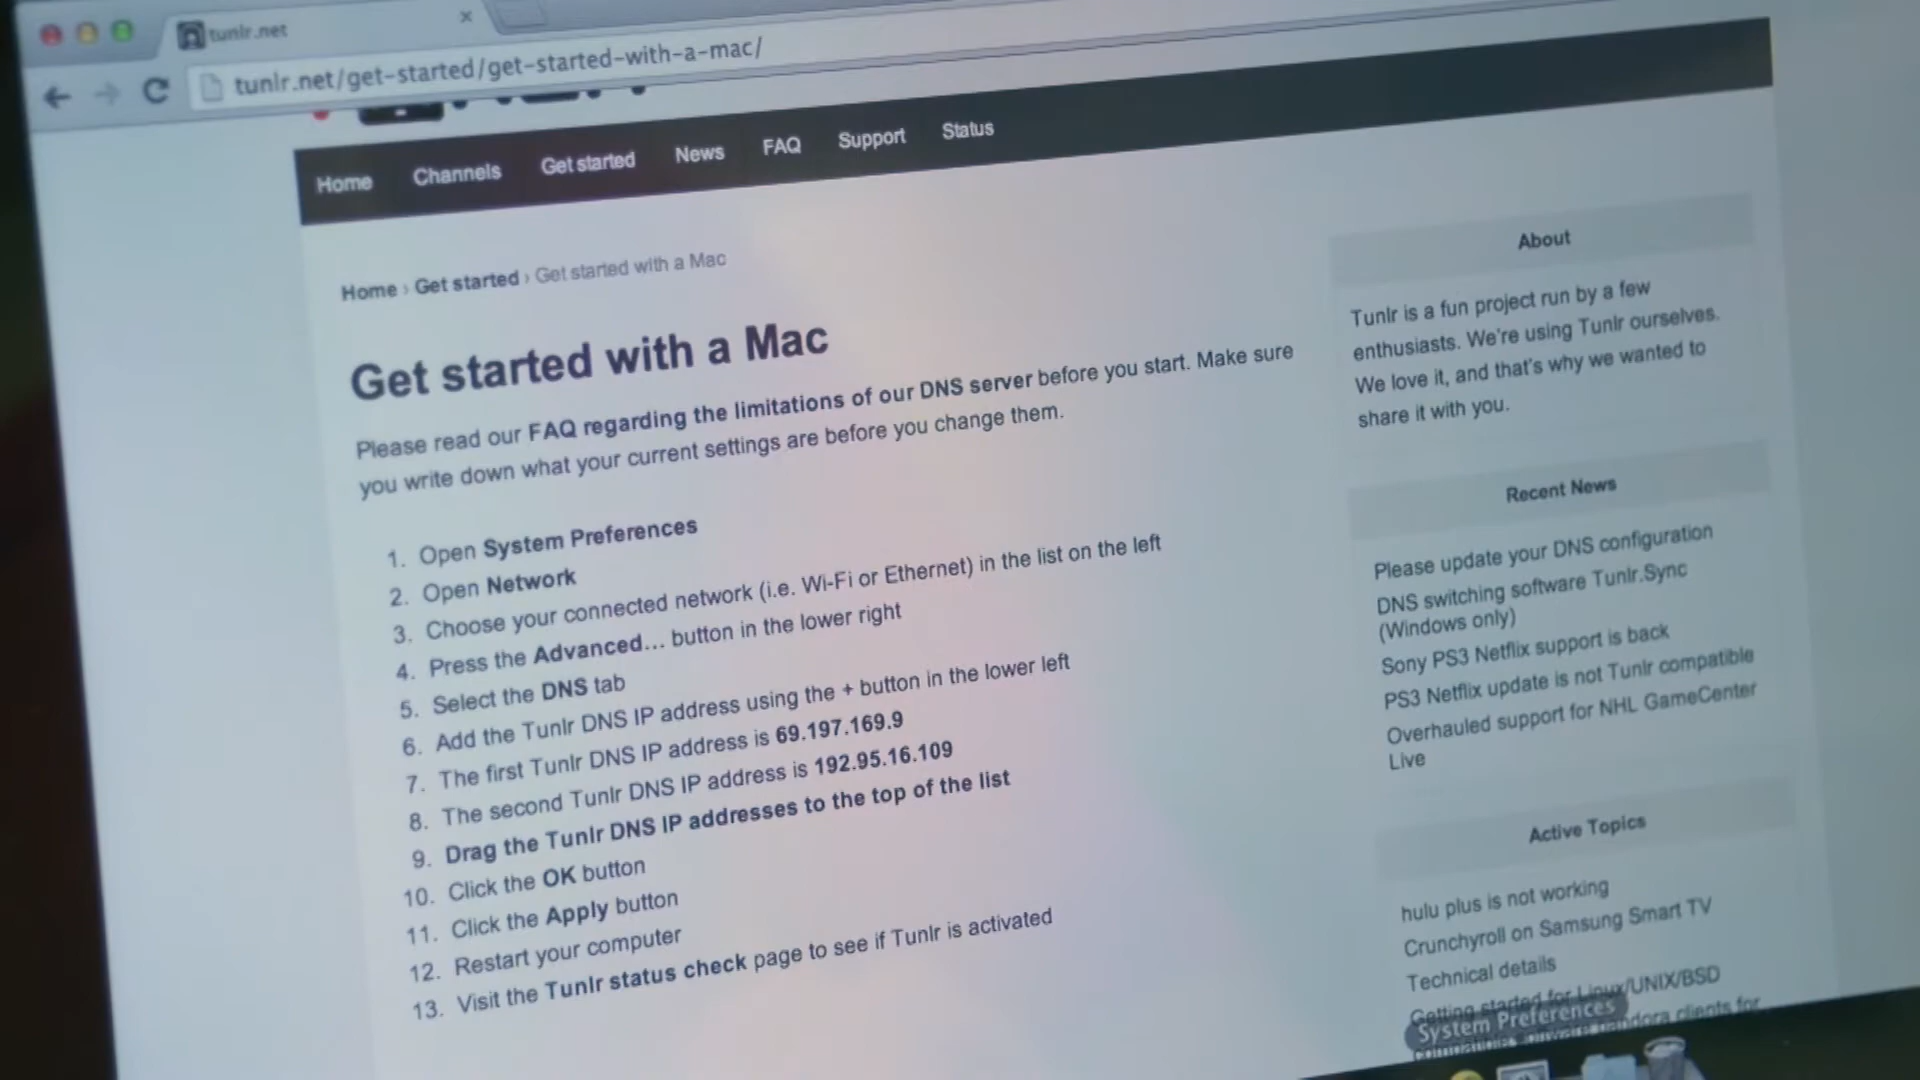 tunlr.net
tunlr.net/get-started/get-started-with-a-mac/
Home Channels Get started News FAQ Support Status
Home › Get started › Get started with a Mac
Get started with a Mac
Please read our FAQ regarding the limitations of our DNS server before you start. Make sure
you write down what your current settings are before you change them.
1. Open System Preferences
2. Open Network
3. Choose your connected network (i.e. Wi-Fi or Ethernet) in the list on the left
4. Press the Advanced... button in the lower right
5. Select the DNS tab
6. Add the Tunlr DNS IP address using the + button in the lower left
7. The first Tunlr DNS IP address is 69.197.169.9
8. The second Tunlr DNS IP address is 192.95.16.109
9. Drag the Tunlr DNS IP addresses to the top of the list
10. Click the OK button
11. Click the Apply button
12. Restart your computer
13. Visit the Tunlr status check page to see if Tunlr is activated
About
Tunlr is a fun project run by a few
enthusiasts. We're using Tunlr ourselves.
We love it, and that's why we wanted to
share it with you.
Recent News
Please update your DNS configuration
DNS switching software Tunlr.Sync
(Windows only)
Sony PS3 Netflix support is back
PS3 Netflix update is not Tunlr compatible
Overhauled support for NHL GameCenter
Live
Active Topics
hulu plus is not working
Crunchyroll on Samsung Smart TV
Technical details
Getting started for Linux/UNIX/BSD
System Preferences
clients for